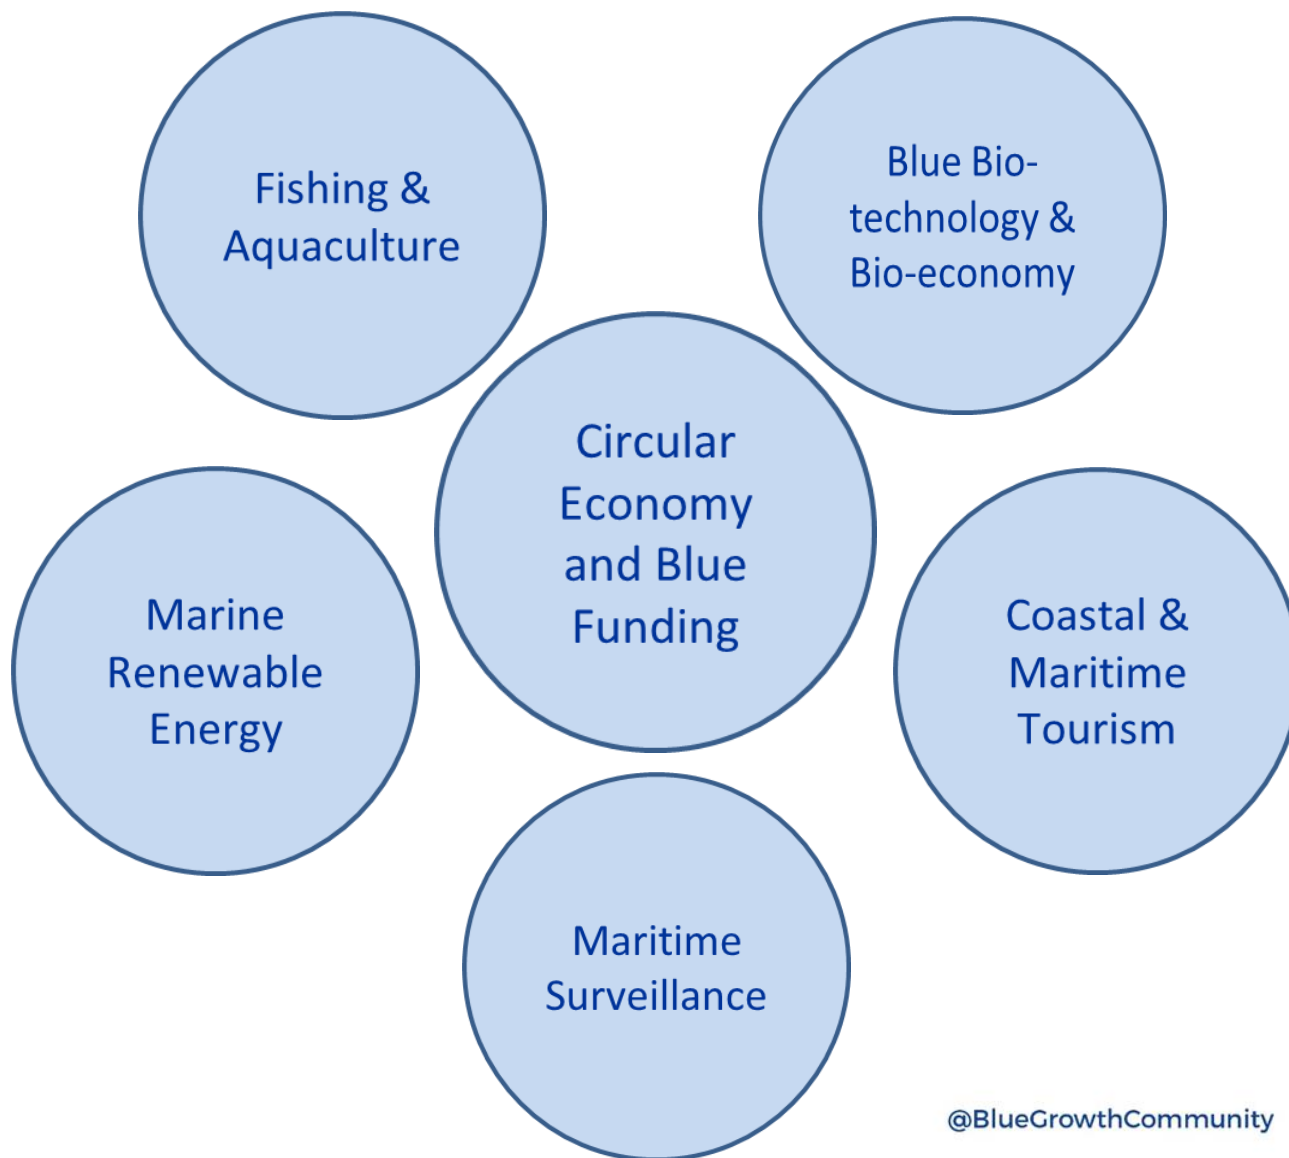 Fishing &
Aquaculture
Blue Bio-
technology &
Bio-economy
Circular
Economy
and Blue
Funding
Marine
Renewable
Energy
Coastal &
Maritime
Tourism
Maritime
Surveillance
@BlueGrowthCommunity